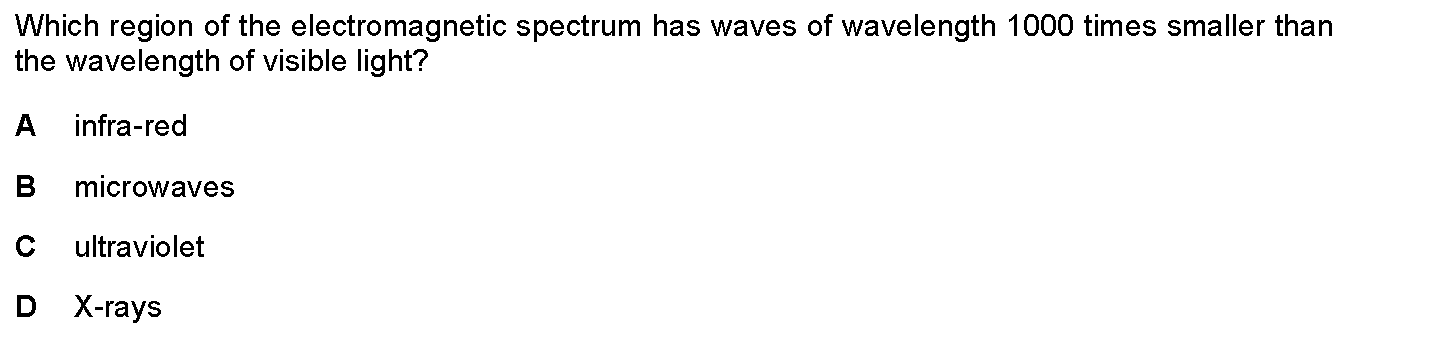 Which region of the electromagnetic spectrum has waves of wavelength 1000 times smaller than
the wavelength of visible light?
A infra-red
B microwaves
C ultraviolet
D X-rays